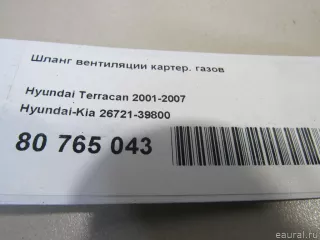 Шланг вентиляции картер. газов
Hyundai Terracan 2001-2007
Hyundai-Kia 26721-39800
80 765 043
eaural.ru